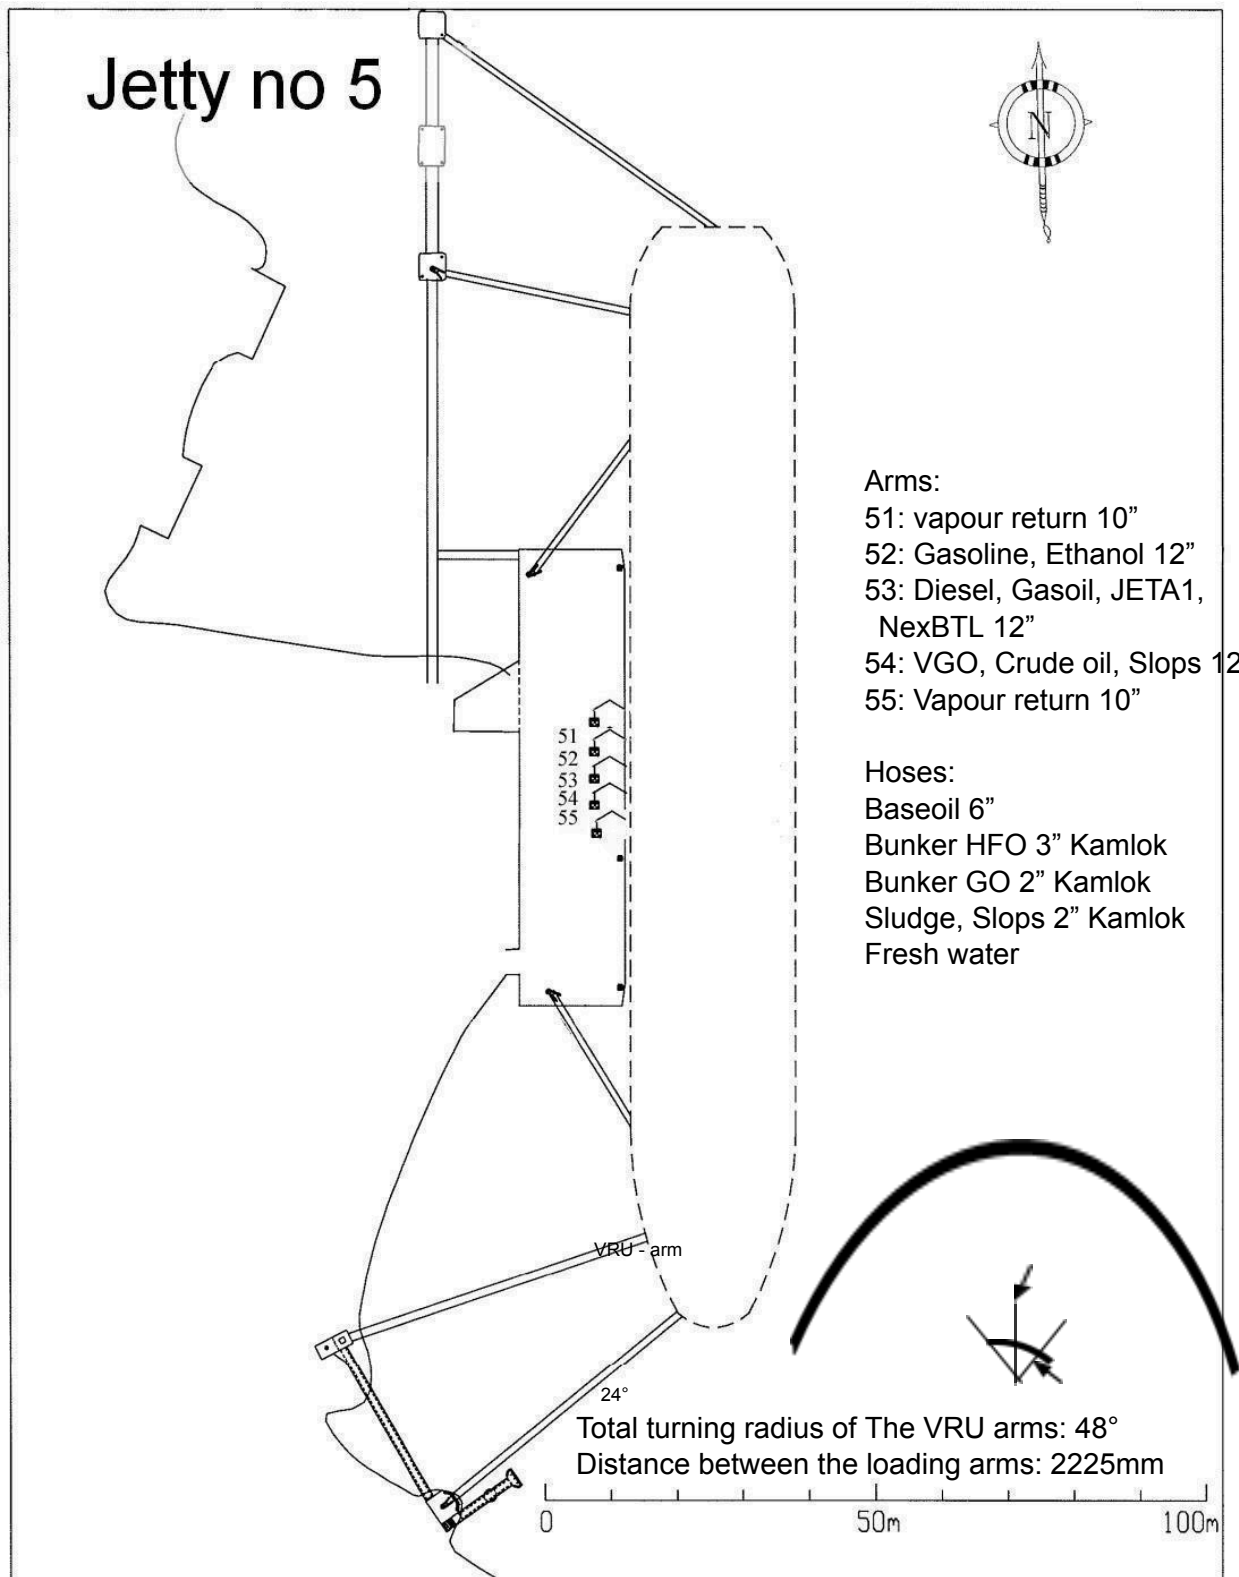 Jetty no 5
N
Arms:
51: vapour return 10”
52: Gasoline, Ethanol 12”
53: Diesel, Gasoil, JETA1,
NexBTL 12”
54: VGO, Crude oil, Slops 12
55: Vapour return 10”
51
52
53
54
55
Hoses:
Baseoil 6”
Bunker HFO 3” Kamlok
Bunker GO 2” Kamlok
Sludge, Slops 2” Kamlok
Fresh water
VRU - arm
24°
Total turning radius of The VRU arms: 48°
Distance between the loading arms: 2225mm
0 50m 100m